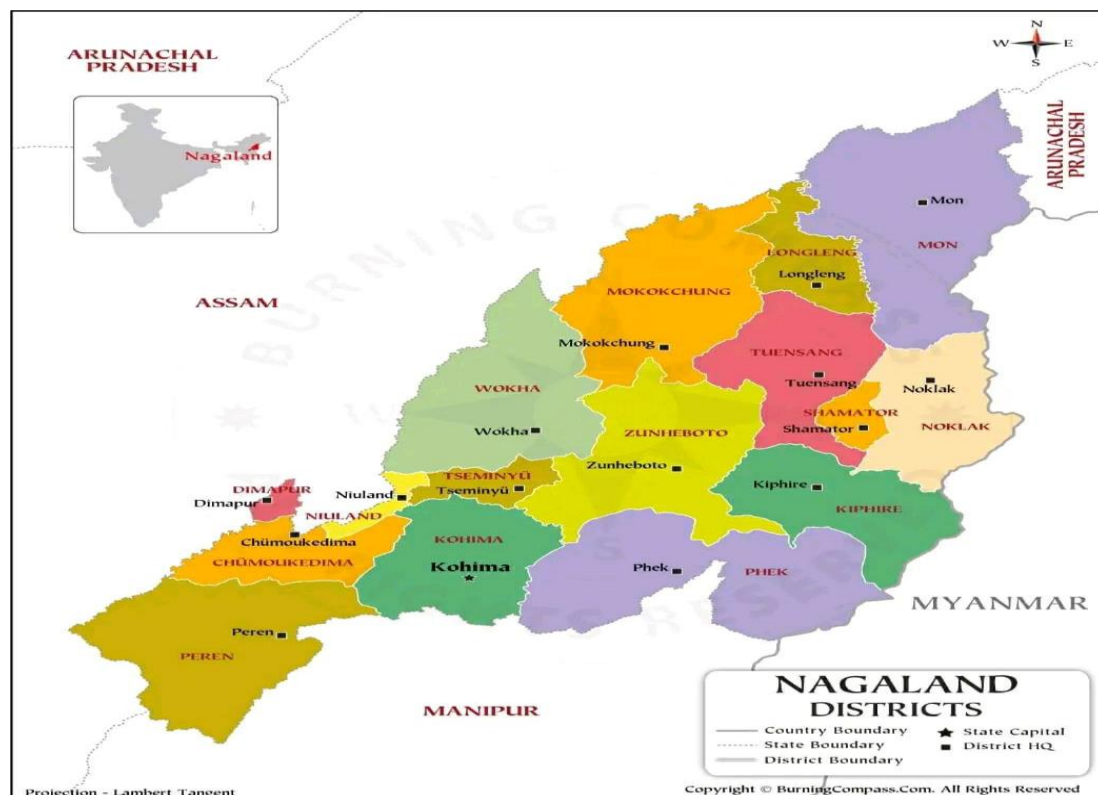 ARUNACHAL
PRADESH
N
W E
S
Nagaland
ARUNACHAL
PRADESH
Mon
MON
LONGLENG
Longleng
MOKOKCHUNG
Mokokchung
ASSAM
TUENSANG
Tuensang
Noklak
NOKLAK
SHAMATOR
Shamator
WOKHA
Wokha
ZUNHEBOTO
Zunheboto
TSEMINYÜ
Tseminyü
Kiphire
KIPHIRE
DIMAPUR
Dimapur
Niuland
NIULAND
Chümoukedima
CHÜMOUKEDIMA
KOHIMA
Kohima
Phek
PHEK
MYANMAR
Peren
PEREN
MANIPUR
NAGALAND
DISTRICTS
Country Boundary
State Boundary
District Boundary
State Capital
District HQ
Projection - Lambert Tangent
Copyright © BurningCompass.Com. All Rights Reserved